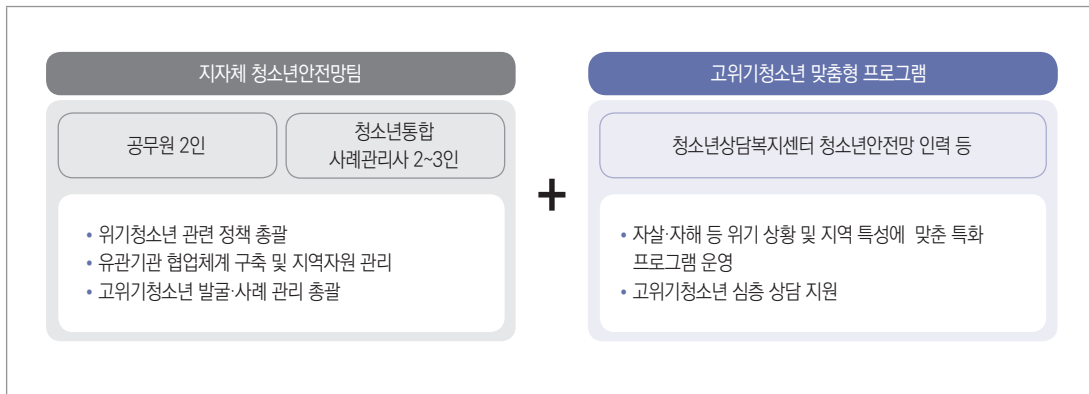 지자체 청소년안전망팀
공무원 2인
청소년통합
사례관리사 2~3인
• 위기청소년 관련 정책 총괄
• 유관기관 협업체계 구축 및 지역자원 관리
• 고위기청소년 발굴·사례 관리 총괄
+
고위기청소년 맞춤형 프로그램
청소년상담복지센터 청소년안전망 인력 등
• 자살·자해 등 위기 상황 및 지역 특성에 맞춘 특화
프로그램 운영
• 고위기청소년 심층 상담 지원